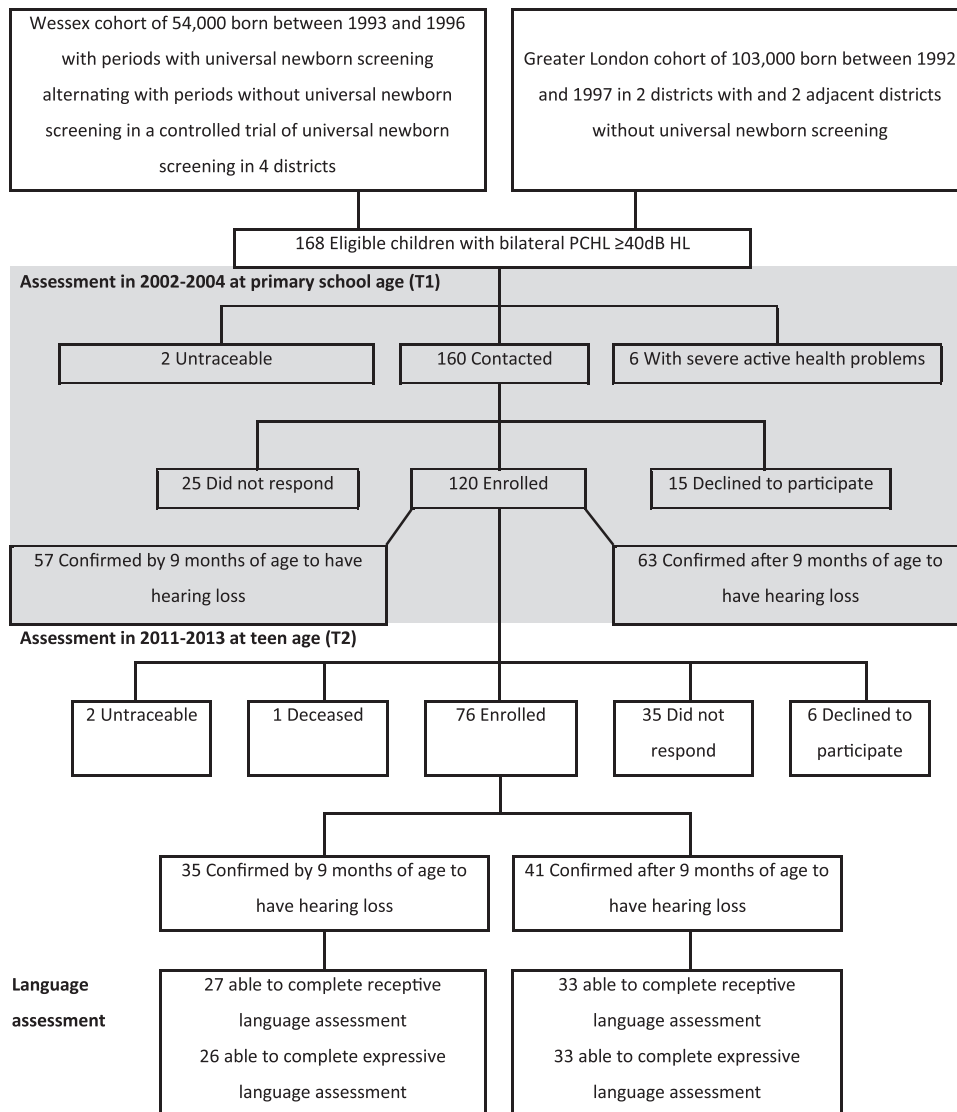 Wessex cohort of 54,000 born between 1993 and 1996
with periods with universal newborn screening
alternating with periods without universal newborn
screening in a controlled trial of universal newborn
screening in 4 districts
Greater London cohort of 103,000 born between 1992
and 1997 in 2 districts with and 2 adjacent districts
without universal newborn screening
168 Eligible children with bilateral PCHL ≥40dB HL
Assessment in 2002-2004 at primary school age (T1)
2 Untraceable
160 Contacted
6 With severe active health problems
25 Did not respond
120 Enrolled
15 Declined to participate
57 Confirmed by 9 months of age to have
hearing loss
63 Confirmed after 9 months of age to
have hearing loss
Assessment in 2011-2013 at teen age (T2)
2 Untraceable
1 Deceased
76 Enrolled
35 Did not
respond
6 Declined to
participate
35 Confirmed by 9 months of age to
have hearing loss
41 Confirmed after 9 months of age to
have hearing loss
Language
assessment
27 able to complete receptive
language assessment
26 able to complete expressive
language assessment
33 able to complete receptive
language assessment
33 able to complete expressive
language assessment